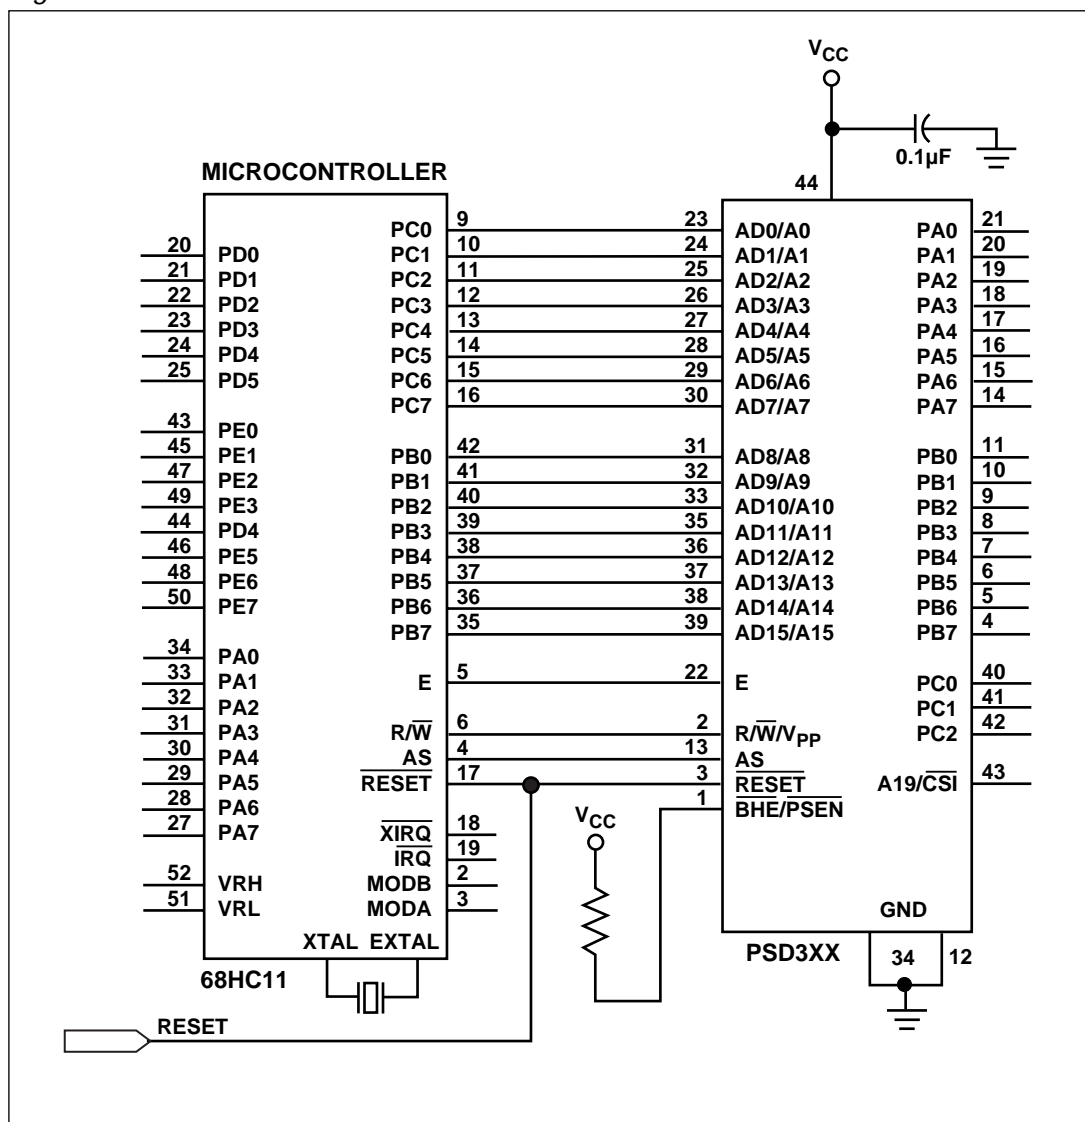 V_CC
0.1µF
MICROCONTROLLER
44
PC0 9 23 AD0/A0 PA0 21
20 PD0 PC1 10 24 AD1/A1 PA1 20
21 PD1 PC2 11 25 AD2/A2 PA2 19
22 PD2 PC3 12 26 AD3/A3 PA3 18
23 PD3 PC4 13 27 AD4/A4 PA4 17
24 PD4 PC5 14 28 AD5/A5 PA5 16
25 PD5 PC6 15 29 AD6/A6 PA6 15
PC7 16 30 AD7/A7 PA7 14
43 PE0
45 PE1 PB0 42 31 AD8/A8 PB0 11
47 PE2 PB1 41 32 AD9/A9 PB1 10
49 PE3 PB2 40 33 AD10/A10 PB2 9
44 PD4 PB3 39 35 AD11/A11 PB3 8
46 PE5 PB4 38 36 AD12/A12 PB4 7
48 PE6 PB5 37 37 AD13/A13 PB5 6
50 PE7 PB6 36 38 AD14/A14 PB6 5
PB7 35 39 AD15/A15 PB7 4
34 PA0
33 PA1 E 5 22 E PC0 40
32 PA2 PC1 41
31 PA3 R/W̅ 6 2 R/W̅/V_PP PC2 42
30 PA4 AS 4 13 AS
29 PA5 R̅E̅S̅E̅T̅ 17 3 R̅E̅S̅E̅T̅ A19/C̅S̅I̅ 43
28 PA6 1 B̅H̅E̅/P̅S̅E̅N̅
27 PA7 X̅I̅R̅Q̅ 18 V_CC
I̅R̅Q̅ 19
52 VRH MODB 2
51 VRL MODA 3
GND
XTAL EXTAL
68HC11
PSD3XX
34 12
RESET